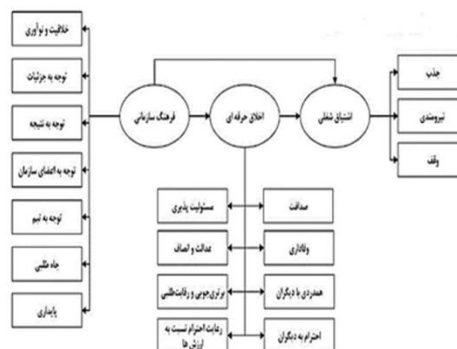 خلاقیت و نوآوری
توجه به جزئیات
توجه به نتیجه
توجه به اعضای سازمان
توجه به تیم
جاه طلبی
پایداری
فرهنگ سازمانی
اخلاق حرفه ای
اشتیاق شغلی
جذب
نیرومندی
وقف
صداقت
مسئولیت پذیری
وفاداری
عدالت و انصاف
همدردی با دیگران
برتری‌جویی و رقابت‌طلبی
احترام به دیگران
رعایت احترام نسبت به
ارزش ها